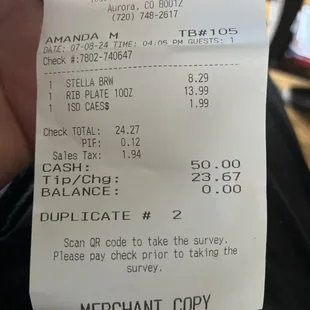 Aurora, CO 80012
(720) 748-2617
AMANDA M TB#105
DATE: 07-09-24 TIME: 04:05 PM GUESTS: 1
Check #:7802-740647
1 STELLA BRW 8.29
1 RIB PLATE 10OZ 13.99
1 1SD CAES$ 1.99
Check TOTAL: 24.27
PIF: 0.12
Sales Tax: 1.94
CASH: 50.00
Tip/Chg: 23.67
BALANCE: 0.00
DUPLICATE # 2
Scan QR code to take the survey.
Please pay check prior to taking the
survey.
MERCHANT COPY